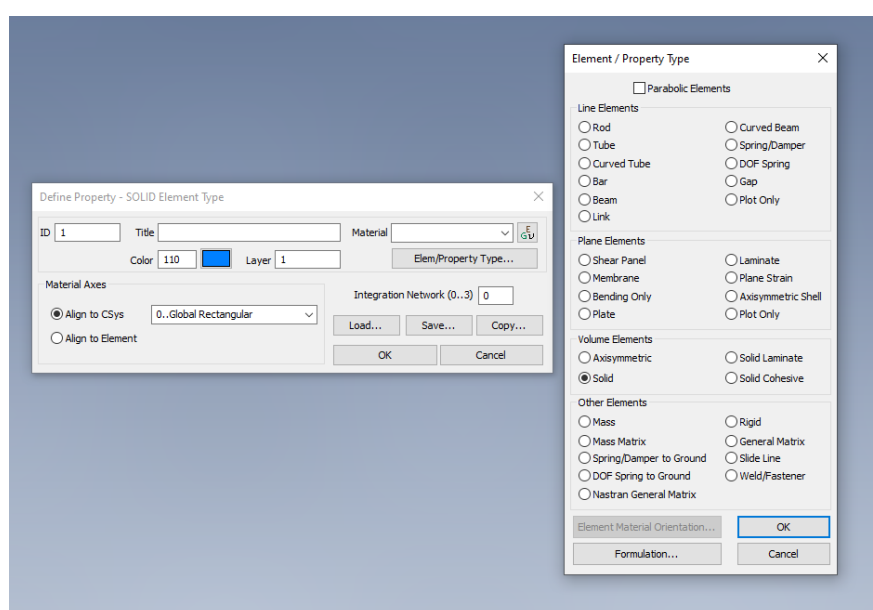 Define Property - SOLID Element Type
ID 1 Title Material
Color 110 Layer 1 Elem/Property Type...
Material Axes
Integration Network (0..3) 0
Align to CSys 0..Global Rectangular
Load... Save... Copy...
Align to Element
OK Cancel
Element / Property Type
Parabolic Elements
Line Elements
Rod Curved Beam
Tube Spring/Damper
Curved Tube DOF Spring
Bar Gap
Beam Plot Only
Link
Plane Elements
Shear Panel Laminate
Membrane Plane Strain
Bending Only Axisymmetric Shell
Plate Plot Only
Volume Elements
Axisymmetric Solid Laminate
Solid Solid Cohesive
Other Elements
Mass Rigid
Mass Matrix General Matrix
Spring/Damper to Ground Slide Line
DOF Spring to Ground Weld/Fastener
Nastran General Matrix
Element Material Orientation... OK
Formulation... Cancel